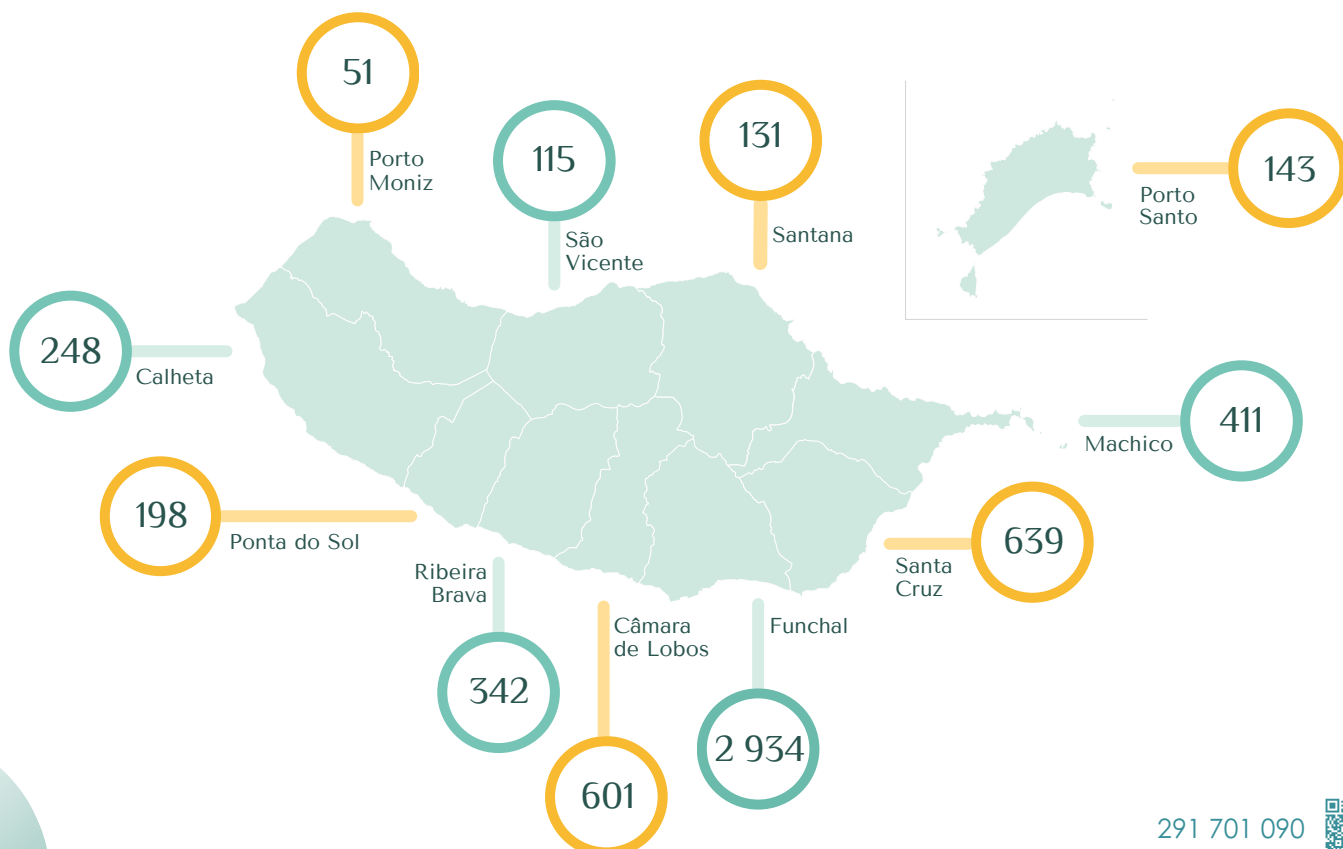 51
Porto
Moniz
115
São
Vicente
131
Santana
143
Porto
Santo
248
Calheta
411
Machico
198
Ponta do Sol
639
Santa
Cruz
Ribeira
Brava
342
Câmara
de Lobos
601
Funchal
2 934
291 701 090